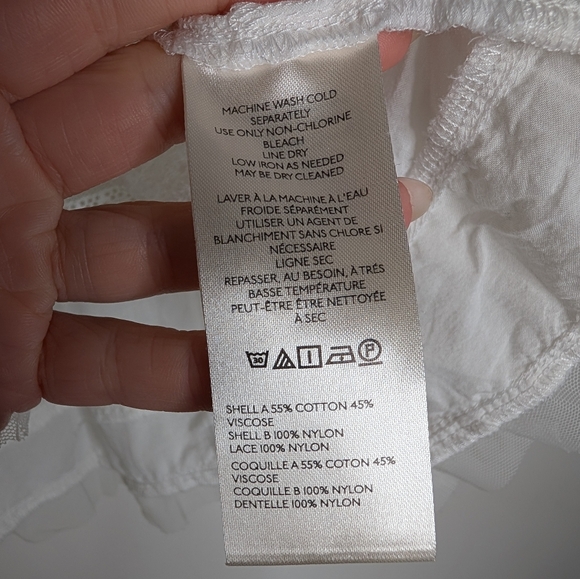 MACHINE WASH COLD
SEPARATELY
USE ONLY NON-CHLORINE
BLEACH
LINE DRY
LOW IRON AS NEEDED
MAY BE DRY CLEANED
LAVER À LA MACHINE À L'EAU
FROIDE SÉPARÉMENT
UTILISER UN AGENT DE
BLANCHIMENT SANS CHLORE SI
NÉCESSAIRE
LIGNE SEC
REPASSER, AU BESOIN, À TRÈS
BASSE TEMPÉRATURE
PEUT-ÊTRE ÊTRE NETTOYÉE
À SEC
30 P
SHELL A 55% COTTON 45%
VISCOSE
SHELL B 100% NYLON
LACE 100% NYLON
COQUILLE A 55% COTON 45%
VISCOSE
COQUILLE B 100% NYLON
DENTELLE 100% NYLON